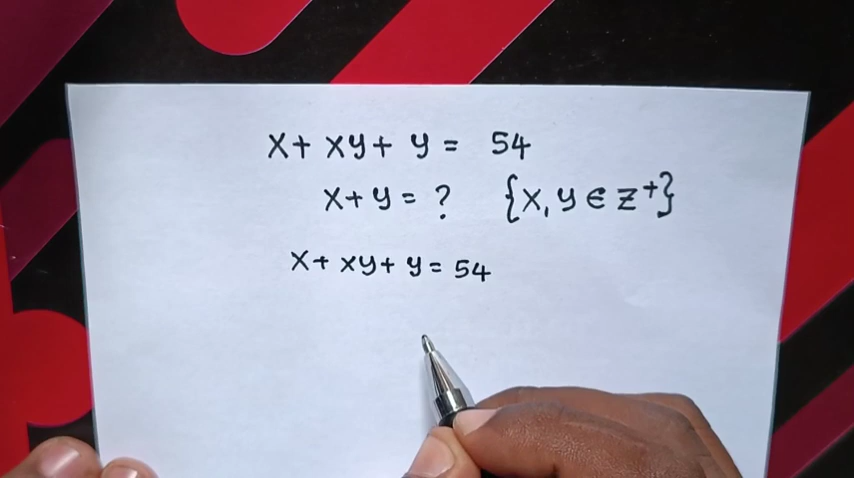 X + xy + y = 54
X + y = ? {x, y ∈ z⁺}
X + xy + y = 54